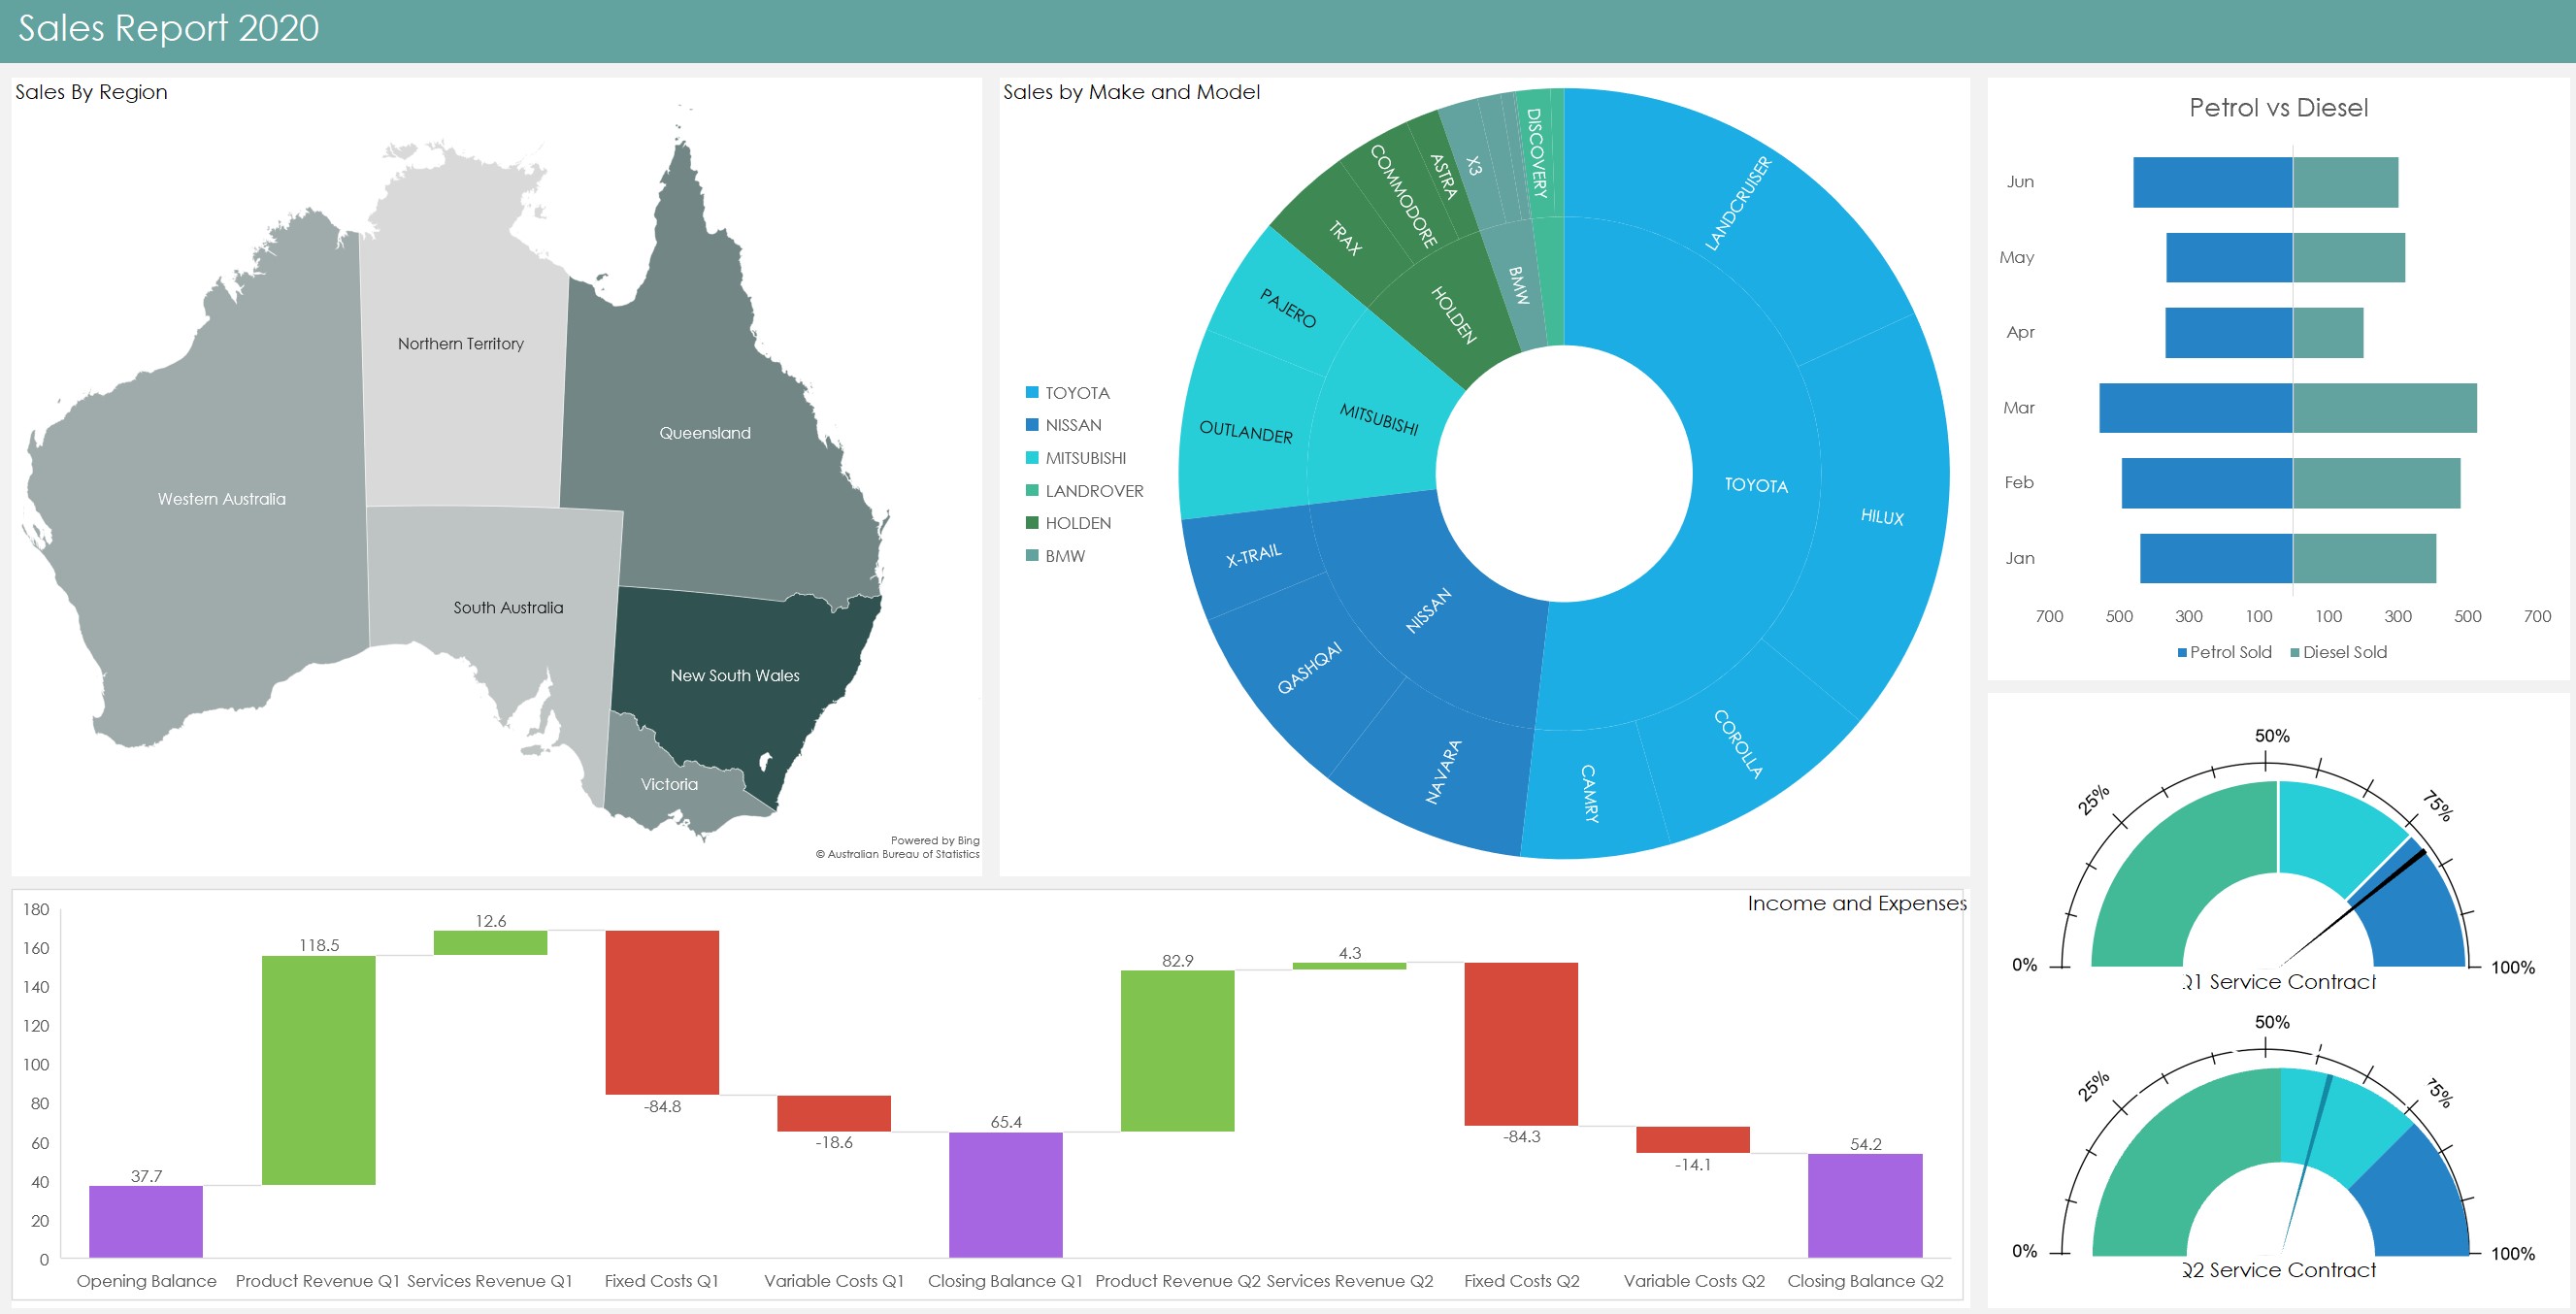 Sales Report 2020
Sales By Region
Northern Territory
Queensland
Western Australia
South Australia
New South Wales
Victoria
Powered by Bing
© Australian Bureau of Statistics
Sales by Make and Model
TOYOTA
NISSAN
MITSUBISHI
LANDROVER
HOLDEN
BMW
LANDCRUISER
HILUX
COROLLA
CAMRY
TOYOTA
NAVARA
QASHQAI
X-TRAIL
NISSAN
OUTLANDER
PAJERO
MITSUBISHI
TRAX
COMMODORE
ASTRA
HOLDEN
X3
BMW
DISCOVERY
Petrol vs Diesel
Jun
May
Apr
Mar
Feb
Jan
700 500 300 100 100 300 500 700
Petrol Sold Diesel Sold
50%
25% 75%
0% 100%
Q1 Service Contract
50%
25% 75%
0% 100%
Q2 Service Contract
Income and Expenses
180
160
140
120
100
80
60
40
20
0
37.7
118.5
12.6
-84.8
-18.6
65.4
82.9
4.3
-84.3
-14.1
54.2
Opening Balance Product Revenue Q1 Services Revenue Q1 Fixed Costs Q1 Variable Costs Q1 Closing Balance Q1 Product Revenue Q2 Services Revenue Q2 Fixed Costs Q2 Variable Costs Q2 Closing Balance Q2